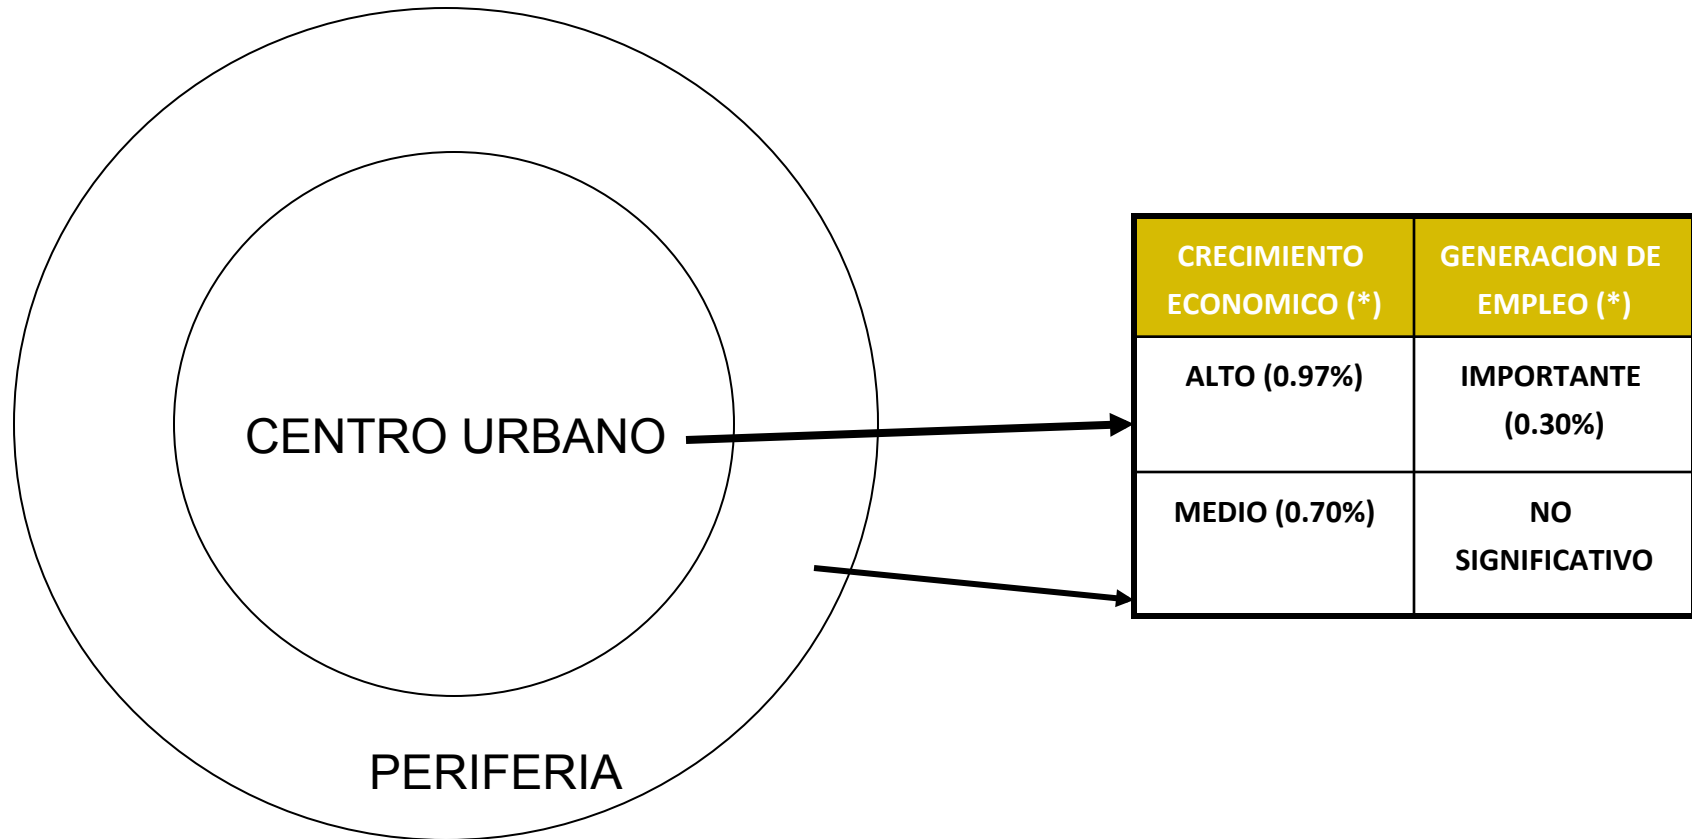 CENTRO URBANO
PERIFERIA
CRECIMIENTO
ECONOMICO (*)
GENERACION DE
EMPLEO (*)
ALTO (0.97%)
IMPORTANTE
(0.30%)
MEDIO (0.70%)
NO
SIGNIFICATIVO